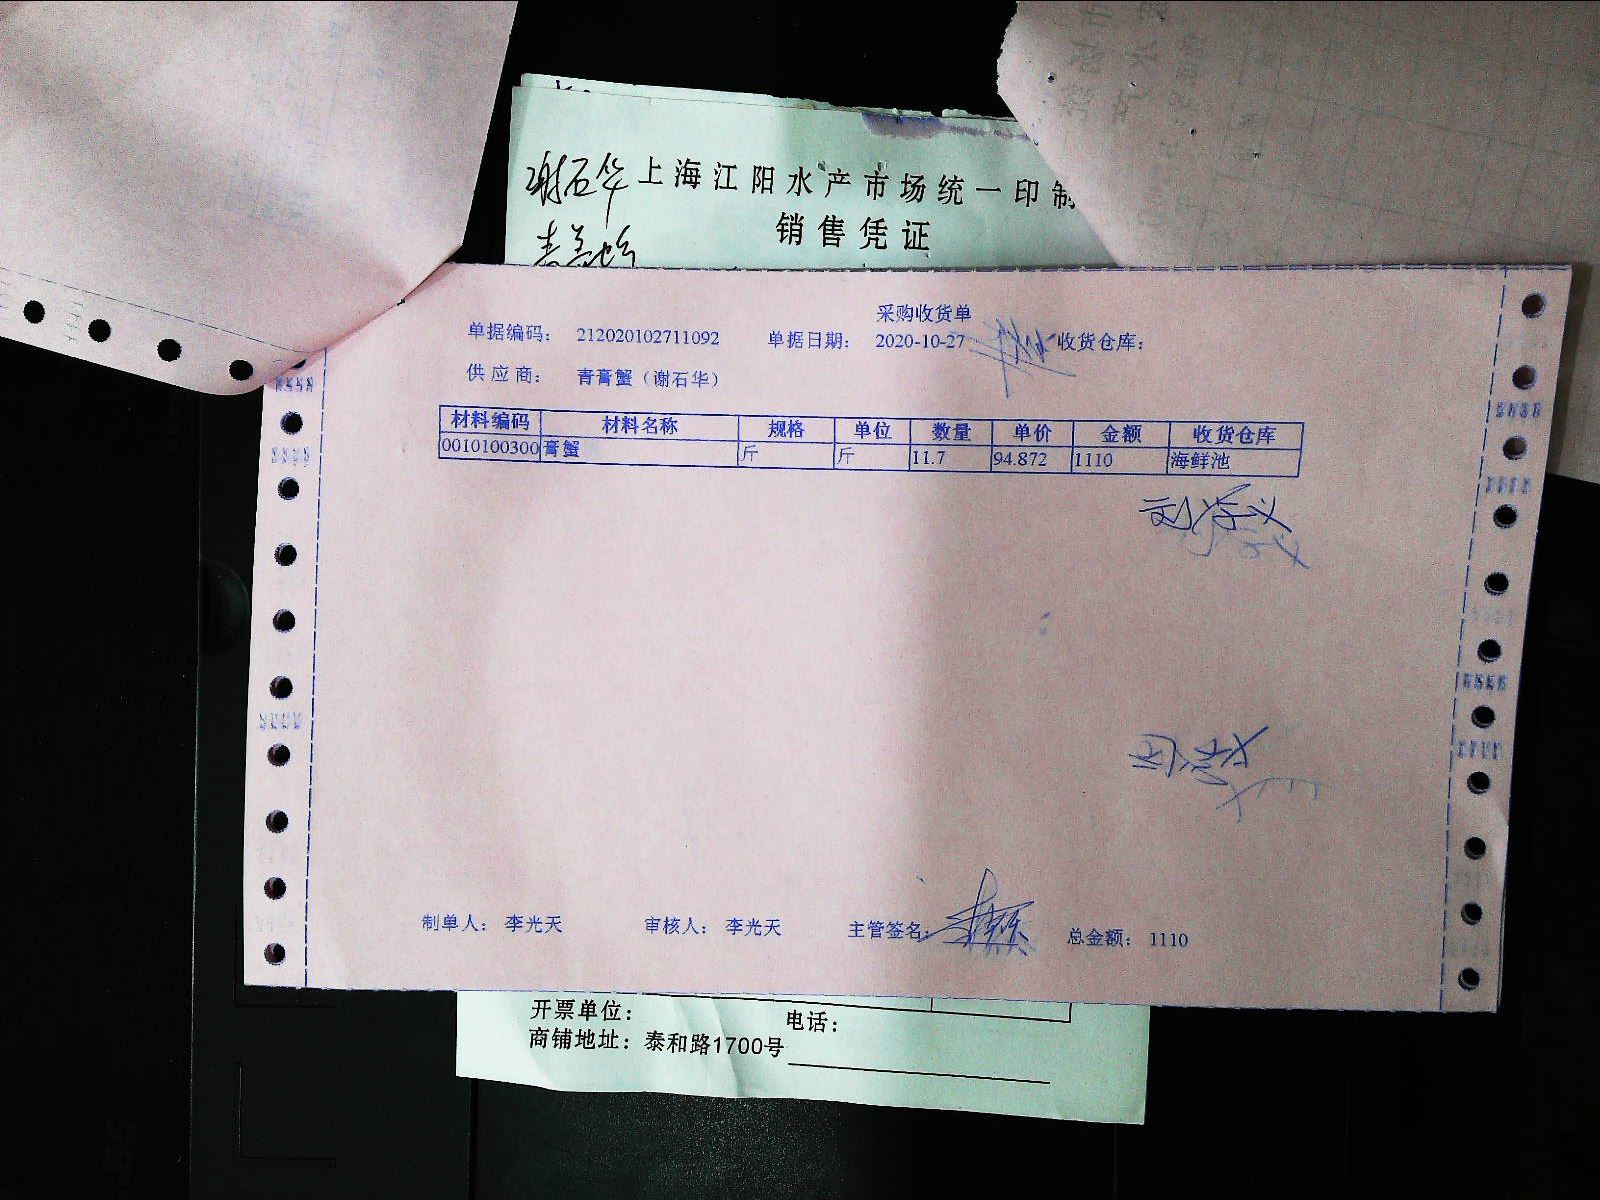 谢石华 上海江阳水产市场统一印制
销售凭证
采购收货单
单据编码： 212020102711092 单据日期： 2020-10-27 收货仓库：
供应商： 青膏蟹（谢石华）
材料编码 材料名称 规格 单位 数量 单价 金额 收货仓库
0010100300 膏蟹 斤 斤 11.7 94.872 1110 海鲜池
制单人： 李光天 审核人： 李光天 主管签名： 总金额： 1110
开票单位： 电话：
商铺地址：泰和路1700号